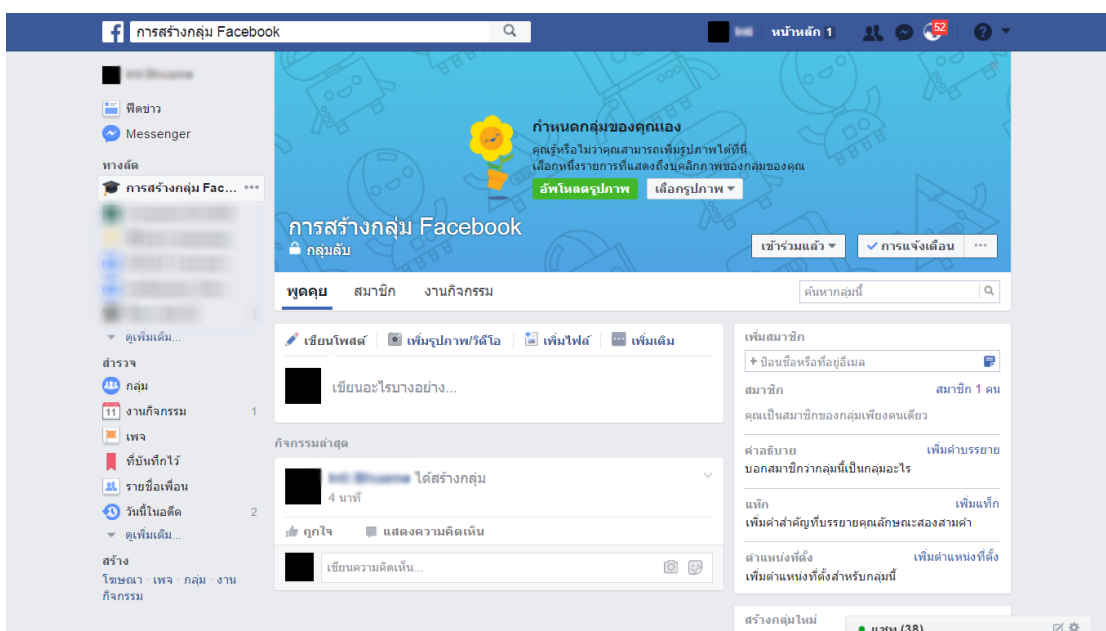 การสร้างกลุ่ม Facebook
หน้าหลัก 1
52
ฟีดข่าว
Messenger
ทางลัด
การสร้างกลุ่ม Fac...
2
ดูเพิ่มเติม...
สำรวจ
กลุ่ม
11 งานกิจกรรม 1
เพจ
ที่บันทึกไว้
รายชื่อเพื่อน
วันนี้ในอดีต 2
ดูเพิ่มเติม...
สร้าง
โฆษณา · เพจ · กลุ่ม · งาน
กิจกรรม
กำหนดกลุ่มของคุณเอง
คุณรู้หรือไม่ว่าคุณสามารถเพิ่มรูปภาพได้ที่นี่
เลือกหนึ่งรายการที่แสดงถึงบุคลิกภาพของกลุ่มของคุณ
อัพโหลดรูปภาพ เลือกรูปภาพ
การสร้างกลุ่ม Facebook
กลุ่มลับ
เข้าร่วมแล้ว การแจ้งเตือน
พูดคุย สมาชิก งานกิจกรรม
ค้นหากลุ่มนี้
เขียนโพสต์ เพิ่มรูปภาพ/วิดีโอ เพิ่มไฟล์ เพิ่มเติม
เขียนอะไรบางอย่าง...
กิจกรรมล่าสุด
ได้สร้างกลุ่ม
4 นาที
ถูกใจ แสดงความคิดเห็น
เขียนความคิดเห็น...
เพิ่มสมาชิก
+ ป้อนชื่อหรือที่อยู่อีเมล
สมาชิก สมาชิก 1 คน
คุณเป็นสมาชิกของกลุ่มเพียงคนเดียว
คำอธิบาย เพิ่มคำบรรยาย
บอกสมาชิกว่ากลุ่มนี้เป็นกลุ่มอะไร
แท็ก เพิ่มแท็ก
เพิ่มคำสำคัญที่บรรยายคุณลักษณะสองสามคำ
ตำแหน่งที่ตั้ง เพิ่มตำแหน่งที่ตั้ง
เพิ่มตำแหน่งที่ตั้งสำหรับกลุ่มนี้
สร้างกลุ่มใหม่
แชท (38)